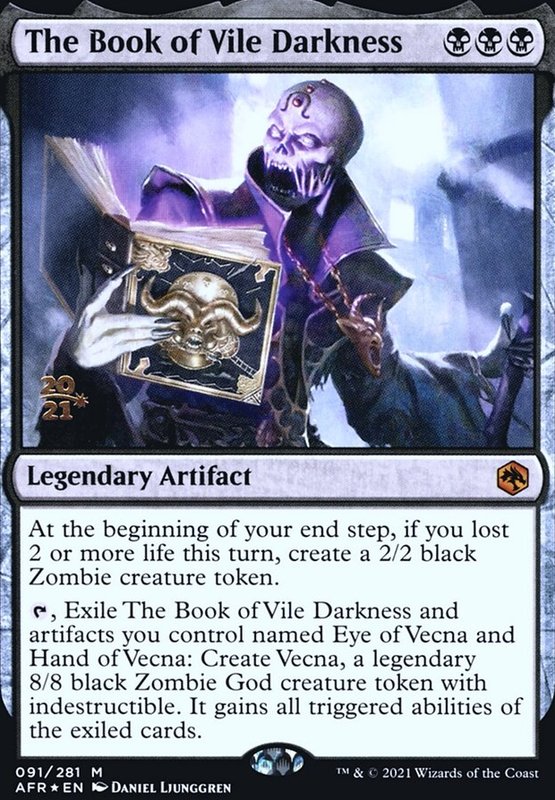 The Book of Vile Darkness
20
21
Legendary Artifact
At the beginning of your end step, if you lost
2 or more life this turn, create a 2/2 black
Zombie creature token.
, Exile The Book of Vile Darkness and
artifacts you control named Eye of Vecna and
Hand of Vecna: Create Vecna, a legendary
8/8 black Zombie God creature token with
indestructible. It gains all triggered abilities of
the exiled cards.
091/281 M
AFR★EN Daniel Ljunggren
™ & © 2021 Wizards of the Coast